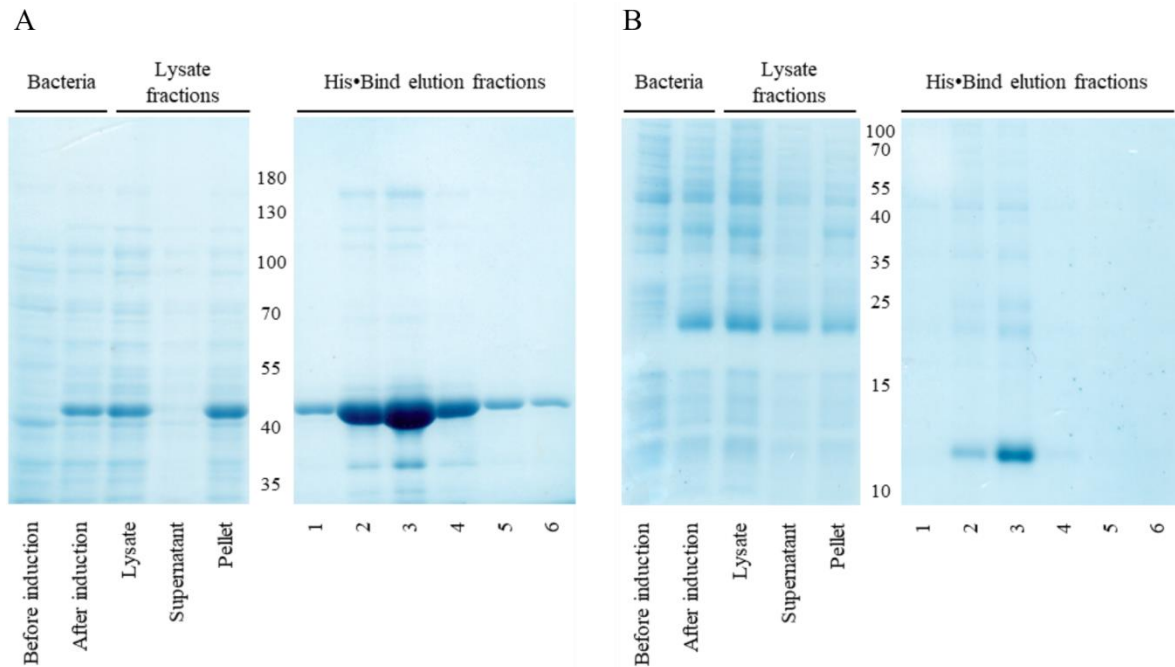 A
Bacteria
Lysate
fractions
His•Bind elution fractions
180
130
100
70
55
40
35
Before induction
After induction
Lysate
Supernatant
Pellet
1
2
3
4
5
6
B
Bacteria
Lysate
fractions
His•Bind elution fractions
100
70
55
40
35
25
15
10
Before induction
After induction
Lysate
Supernatant
Pellet
1
2
3
4
5
6